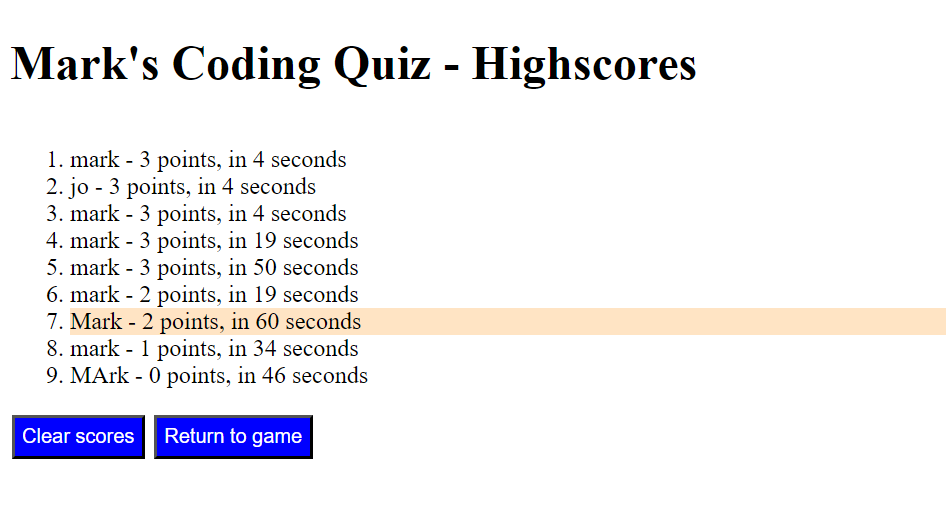 Mark's Coding Quiz - Highscores
1. mark - 3 points, in 4 seconds
2. jo - 3 points, in 4 seconds
3. mark - 3 points, in 4 seconds
4. mark - 3 points, in 19 seconds
5. mark - 3 points, in 50 seconds
6. mark - 2 points, in 19 seconds
7. Mark - 2 points, in 60 seconds
8. mark - 1 points, in 34 seconds
9. MArk - 0 points, in 46 seconds
Clear scores Return to game